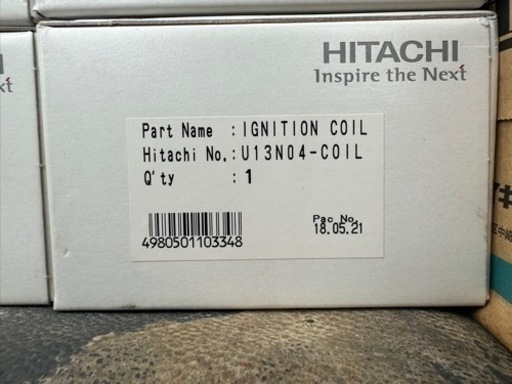 HITACHI
Inspire the Next
Part Name : IGNITION COIL
Hitachi No.: U13N04-COIL
Q'ty : 1
4980501103348
Pac No.
18.05.21